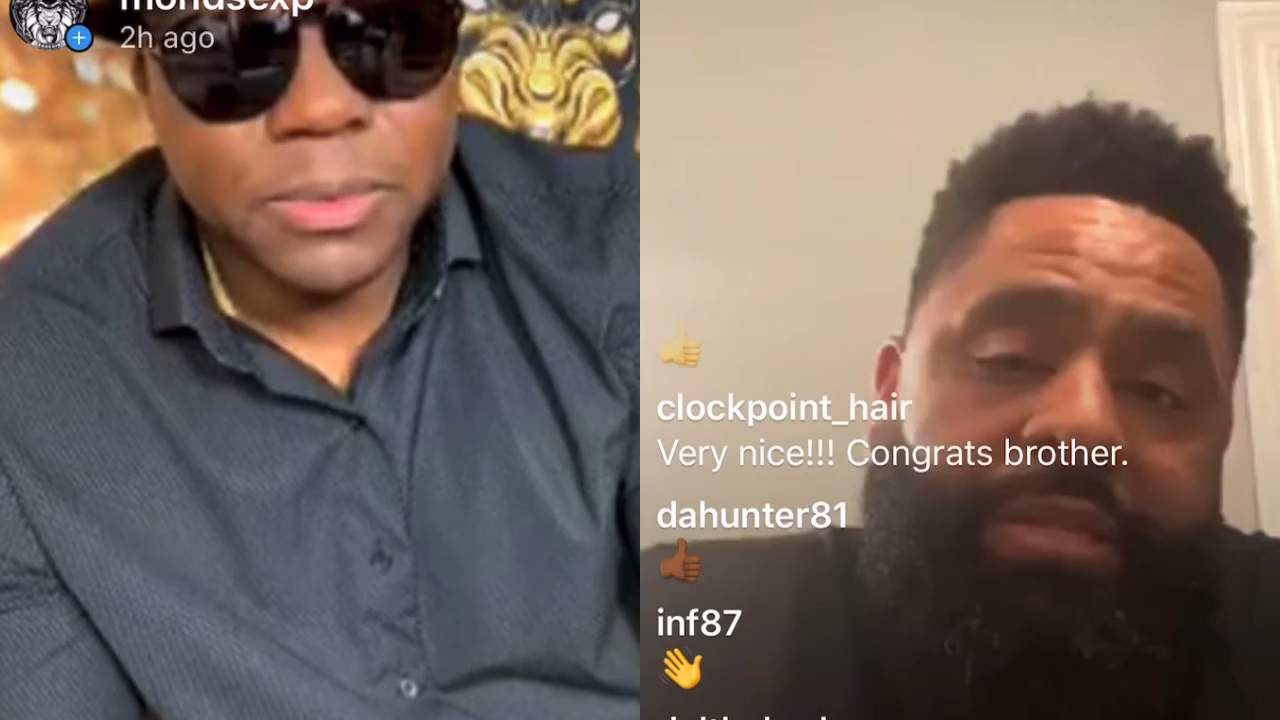 2h ago
clockpoint_hair
Very nice!!! Congrats brother.
dahunter81
inf87